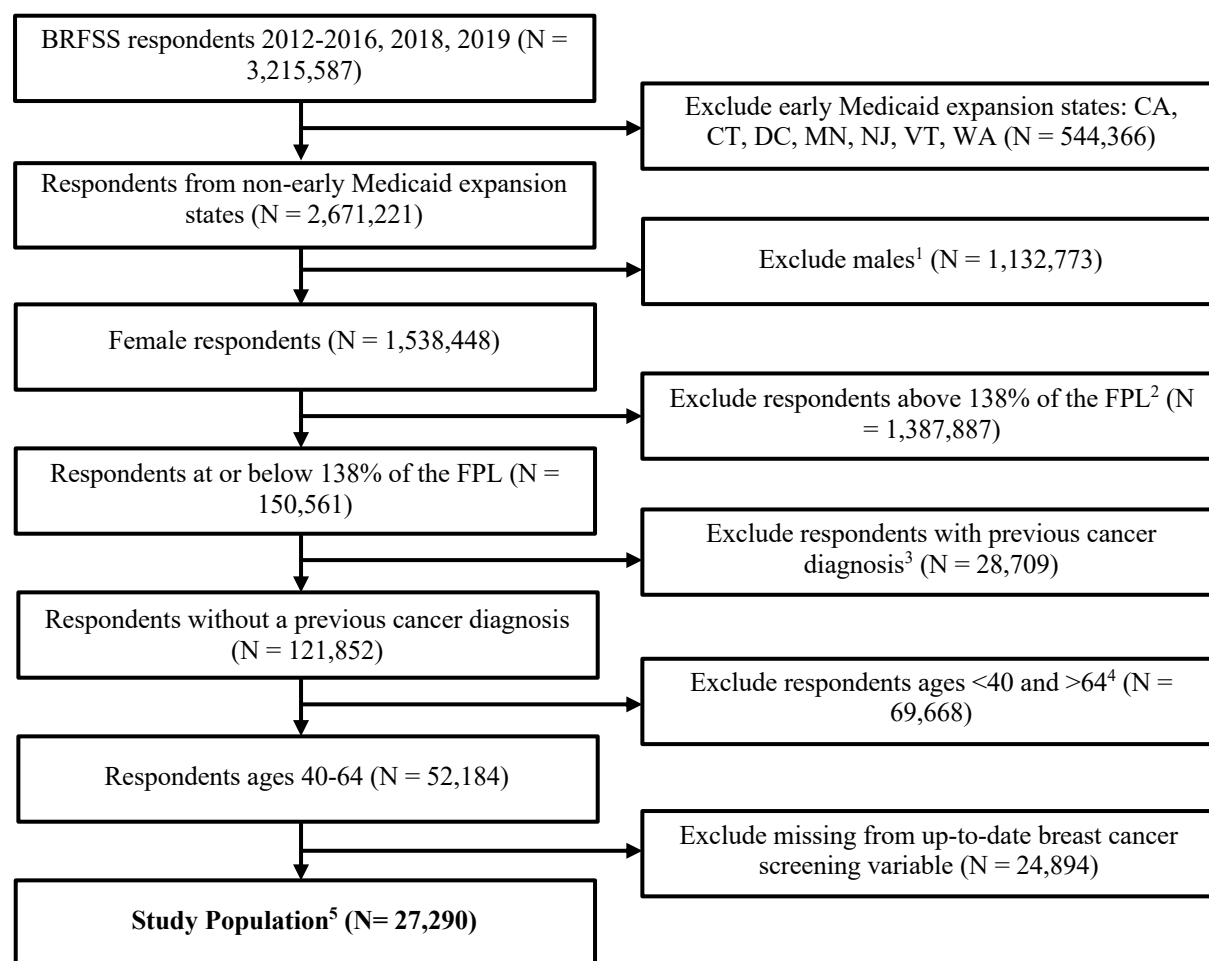 BRFSS respondents 2012-2016, 2018, 2019 (N =
3,215,587)
Exclude early Medicaid expansion states: CA,
CT, DC, MN, NJ, VT, WA (N = 544,366)
Respondents from non-early Medicaid expansion
states (N = 2,671,221)
Exclude males¹ (N = 1,132,773)
Female respondents (N = 1,538,448)
Exclude respondents above 138% of the FPL² (N
= 1,387,887)
Respondents at or below 138% of the FPL (N =
150,561)
Exclude respondents with previous cancer
diagnosis³ (N = 28,709)
Respondents without a previous cancer diagnosis
(N = 121,852)
Exclude respondents ages <40 and >64⁴ (N =
69,668)
Respondents ages 40-64 (N = 52,184)
Exclude missing from up-to-date breast cancer
screening variable (N = 24,894)
Study Population⁵ (N= 27,290)